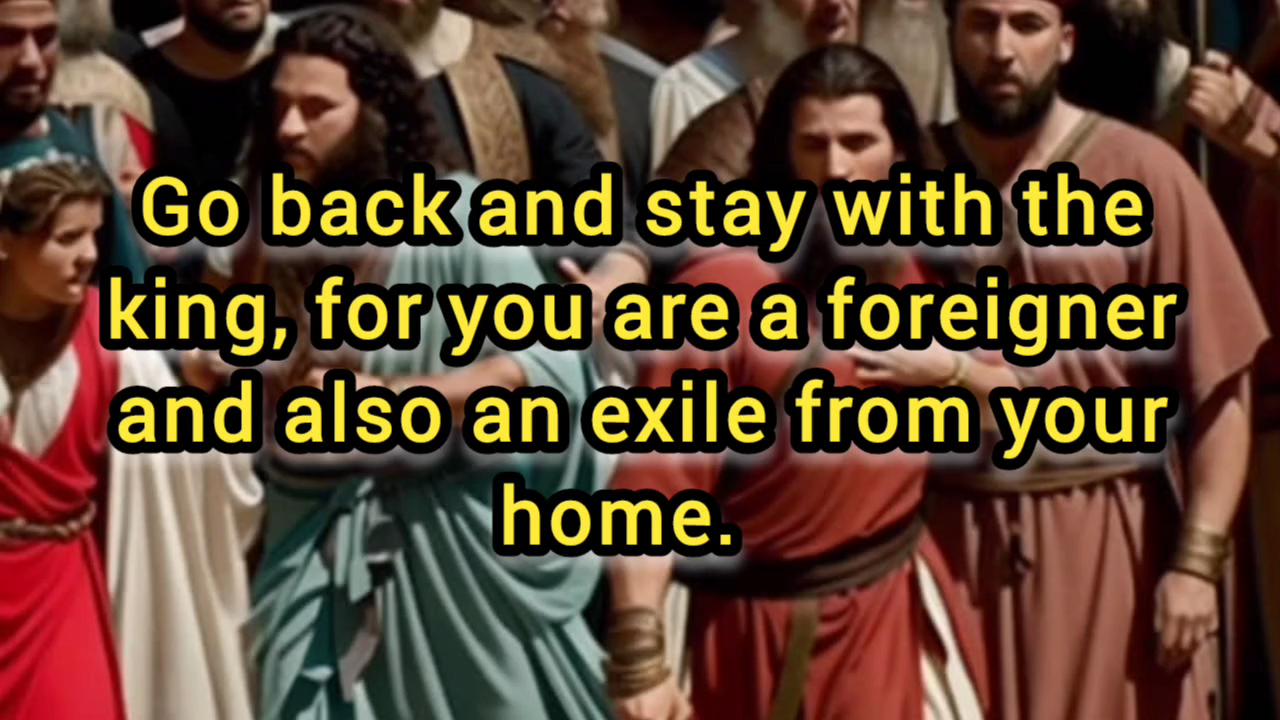 Go back and stay with the
king, for you are a foreigner
and also an exile from your
home.